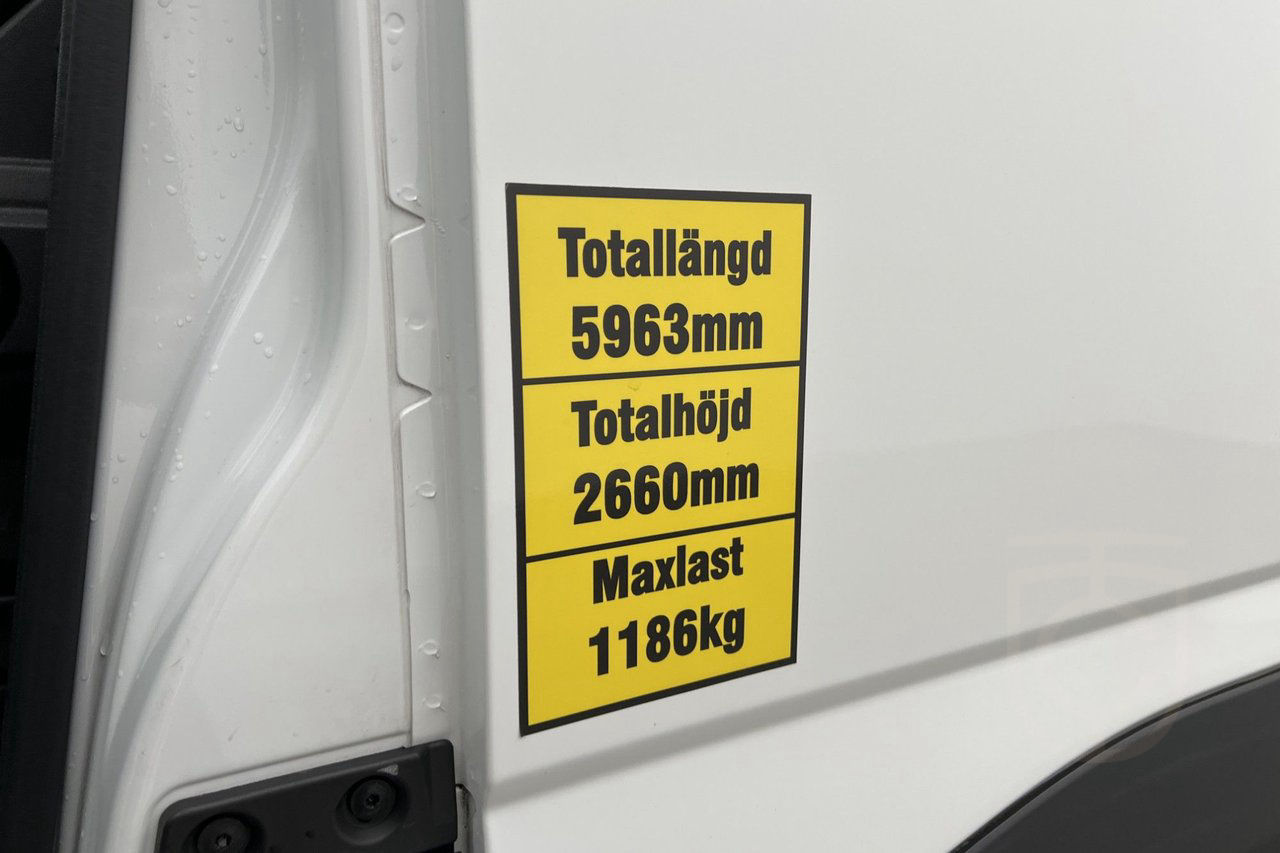 Totallängd
5963mm
Totalhöjd
2660mm
Maxlast
1186kg